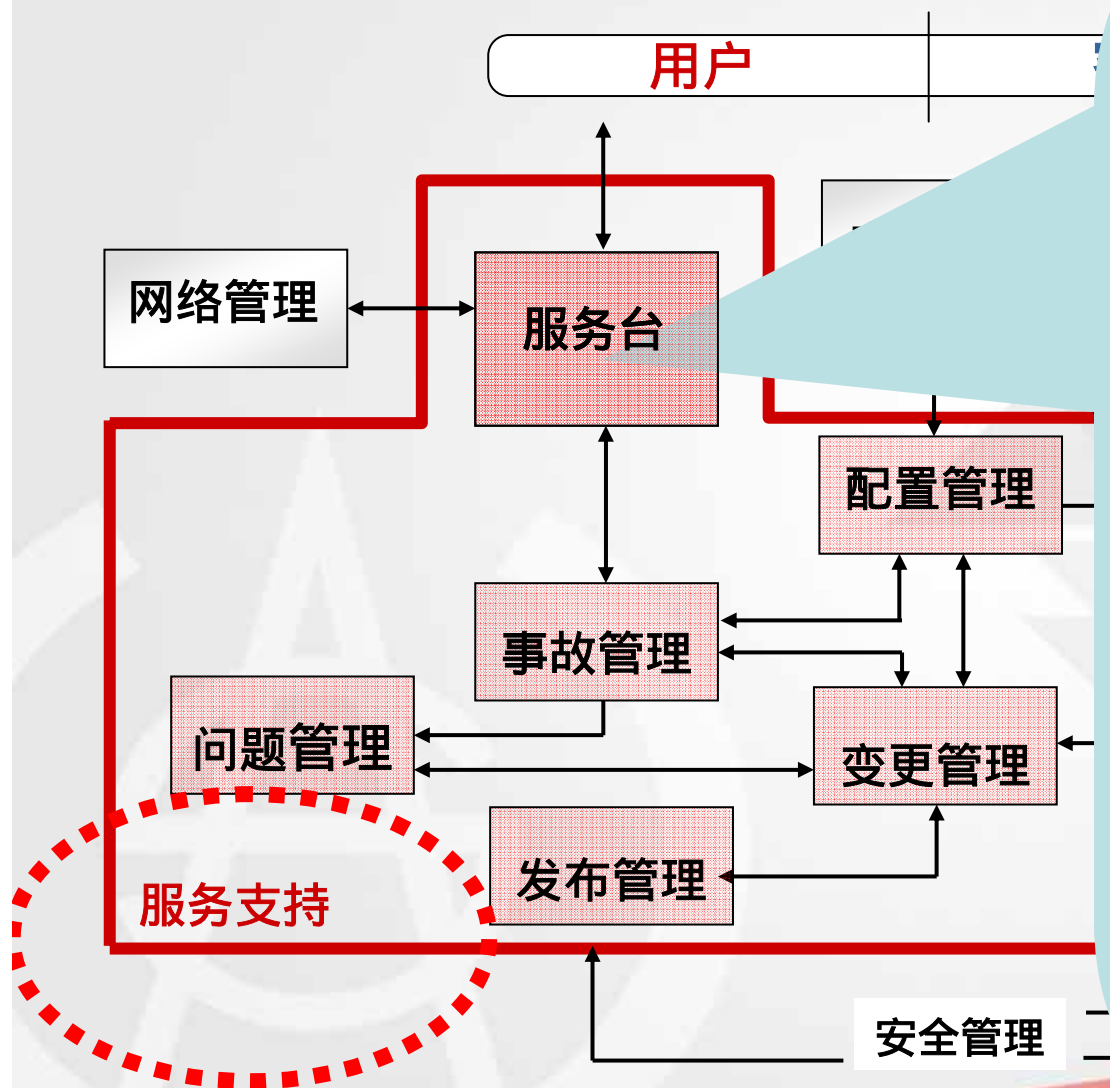 用户
网络管理
服务台
配置管理
事故管理
问题管理
变更管理
发布管理
服务支持
安全管理